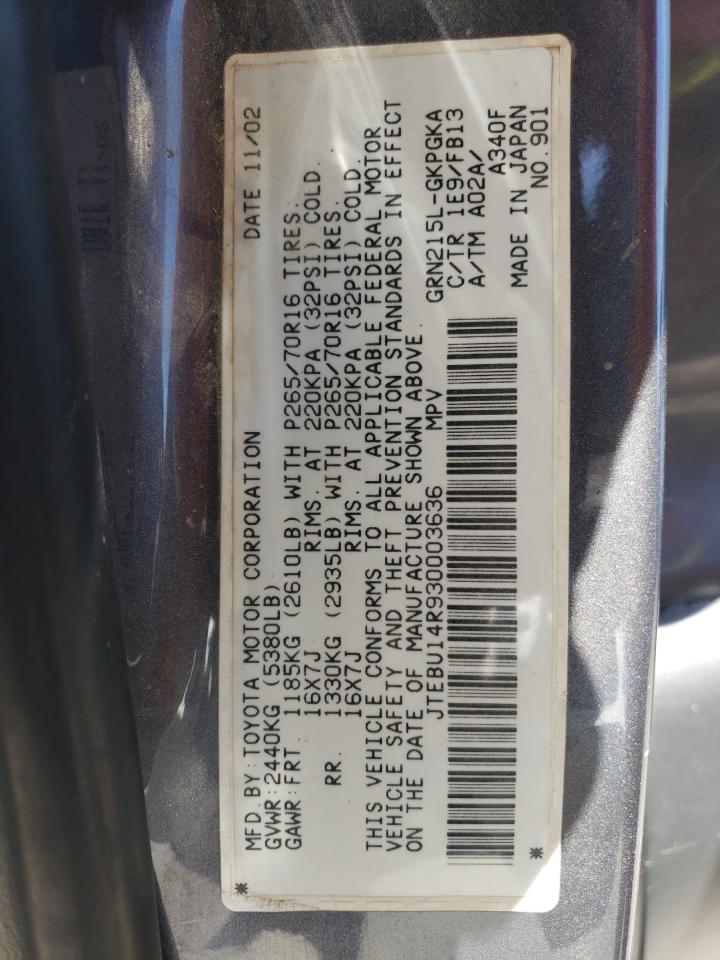 MFD. BY: TOYOTA MOTOR CORPORATION DATE 11/02
GVWR: 2440KG (5380LB)
GAWR: FRT. 1185KG (2610LB) WITH P265/70R16 TIRES.
16X7J RIMS. AT 220KPA (32PSI) COLD.
RR. 1330KG (2935LB) WITH P265/70R16 TIRES.
16X7J RIMS. AT 220KPA (32PSI) COLD.
THIS VEHICLE CONFORMS TO ALL APPLICABLE FEDERAL MOTOR
VEHICLE SAFETY AND THEFT PREVENTION STANDARDS IN EFFECT
ON THE DATE OF MANUFACTURE SHOWN ABOVE.
JTEBU14R930003636 MPV
GRN215L-GKPGKA
C/TR 1E9/FB13
A/TM A02A/
A340F
MADE IN JAPAN
NO.901